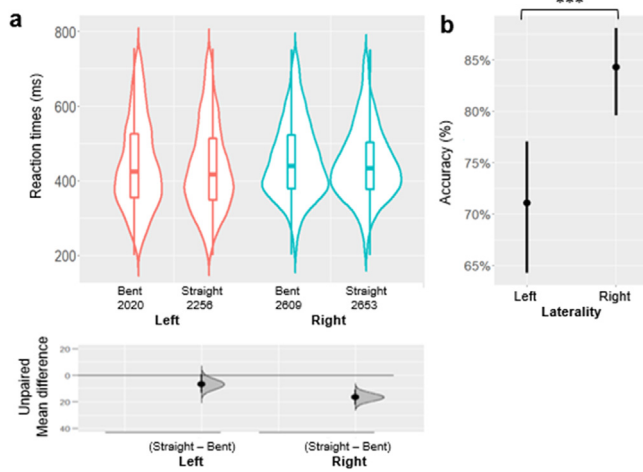 a
800
600
400
200
Reaction times (ms)
Bent
2020
Straight
2256
Bent
2609
Straight
2653
Left
Right
20
0
20
40
Unpaired
Mean difference
(Straight – Bent)
Left
(Straight – Bent)
Right
b
***
85%
80%
75%
70%
65%
Accuracy (%)
Left
Right
Laterality